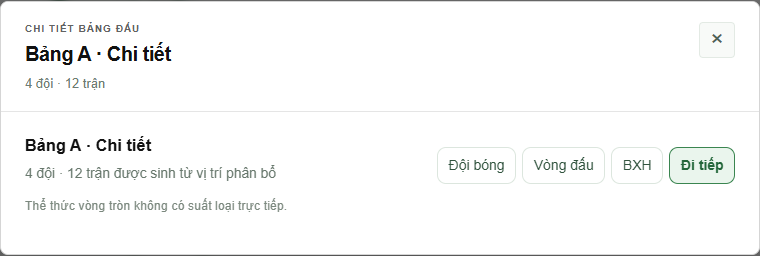 CHI TIẾT BẢNG ĐẤU
Bảng A · Chi tiết
4 đội · 12 trận
×
Bảng A · Chi tiết
4 đội · 12 trận được sinh từ vị trí phân bổ
Đội bóng Vòng đấu BXH Đi tiếp
Thể thức vòng tròn không có suất loại trực tiếp.